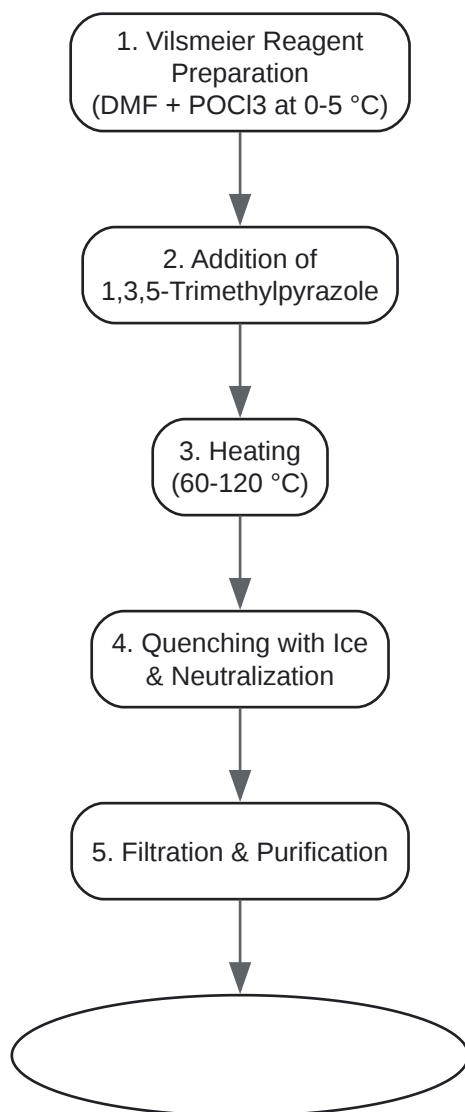 1. Vilsmeier Reagent
Preparation
(DMF + POCl3 at 0-5 °C)
2. Addition of
1,3,5-Trimethylpyrazole
3. Heating
(60-120 °C)
4. Quenching with Ice
& Neutralization
5. Filtration & Purification